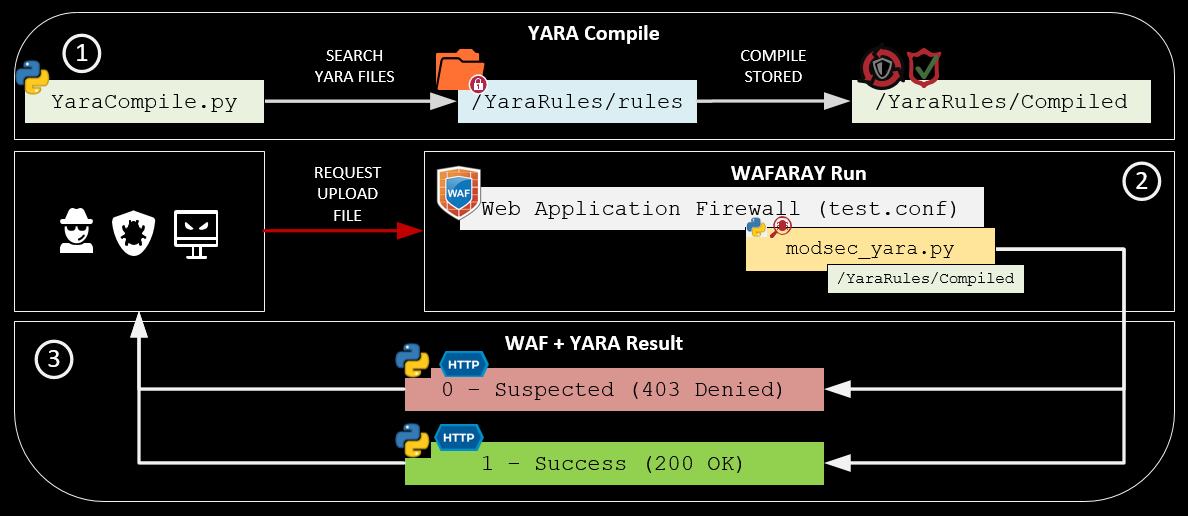 YARA Compile
1
SEARCH
YARA FILES
COMPILE
STORED
YaraCompile.py
/YaraRules/rules
/YaraRules/Compiled
REQUEST
UPLOAD
FILE
WAFARAY Run
2
WAF
Web Application Firewall (test.conf)
modsec_yara.py
/YaraRules/Compiled
WAF + YARA Result
3
HTTP
0 – Suspected (403 Denied)
HTTP
1 – Success (200 OK)